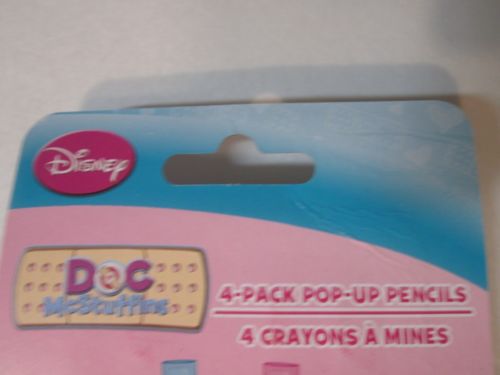 Disney
DOC
McStuffins
4-PACK POP-UP PENCILS
4 CRAYONS À MINES